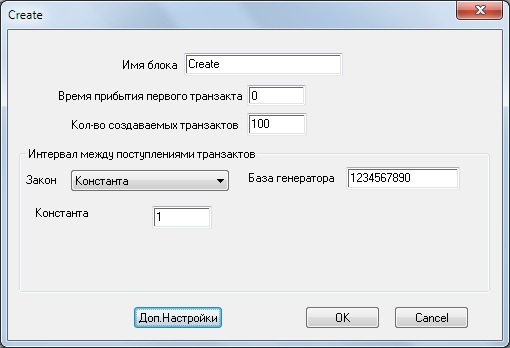 Create
Имя блока Create
Время прибытия первого транзакта 0
Кол-во создаваемых транзактов 100
Интервал между поступлениями транзактов
Закон Константа База генератора 1234567890
Константа 1
Доп.Настройки OK Cancel